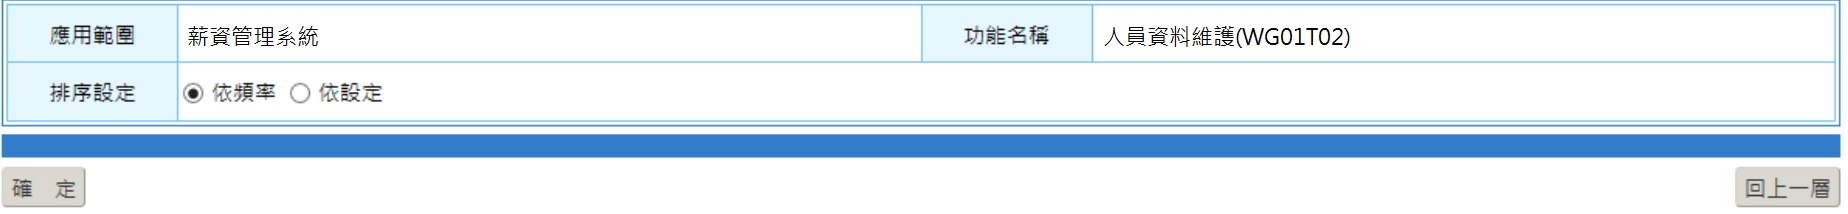 應用範圍 薪資管理系統 功能名稱 人員資料維護(WG01T02)
排序設定 依頻率 依設定
確 定 回上一層